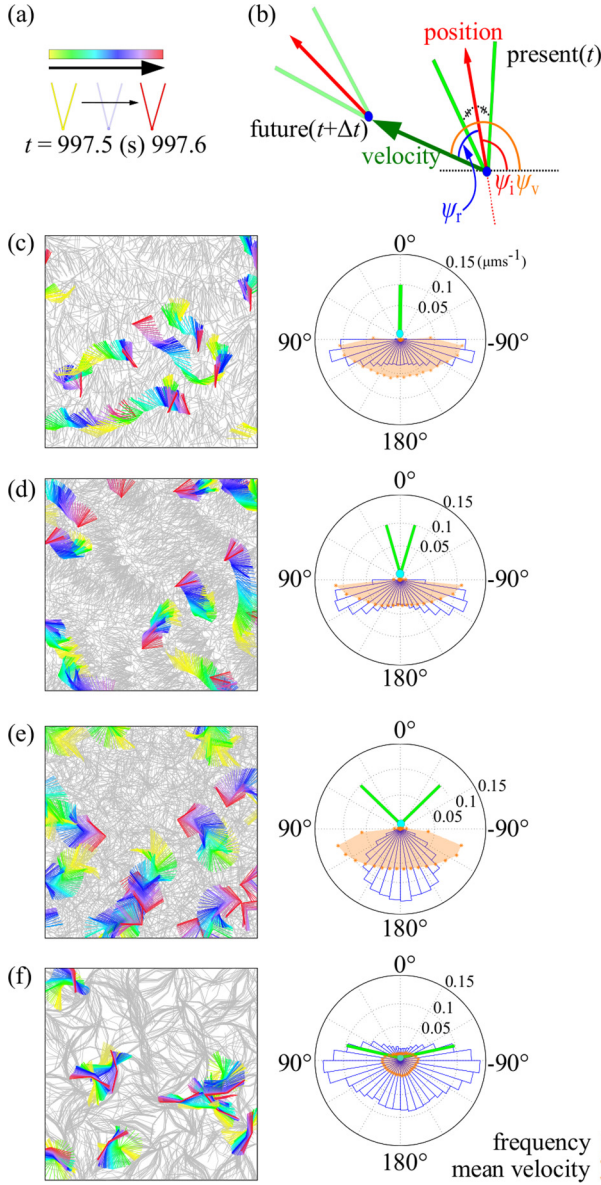 (a)
t = 997.5 (s) 997.6
(b)
position
present(t)
future(t+Δt)
velocity
ψi ψv
ψr
(c)
0°
0.15 (μms⁻¹)
0.1
0.05
90°
-90°
180°
(d)
0°
0.15
0.1
0.05
90°
-90°
180°
(e)
0°
0.15
0.1
0.05
90°
-90°
180°
(f)
0°
0.15
0.1
0.05
90°
-90°
180°
frequency
mean velocity